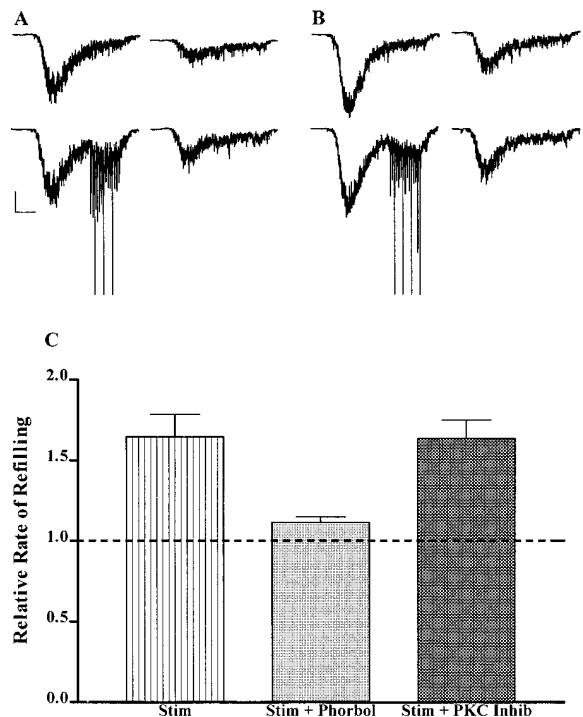 A
B
C
Relative Rate of Refilling
2.0
1.5
1.0
0.5
0.0
Stim
Stim + Phorbol
Stim + PKC Inhib